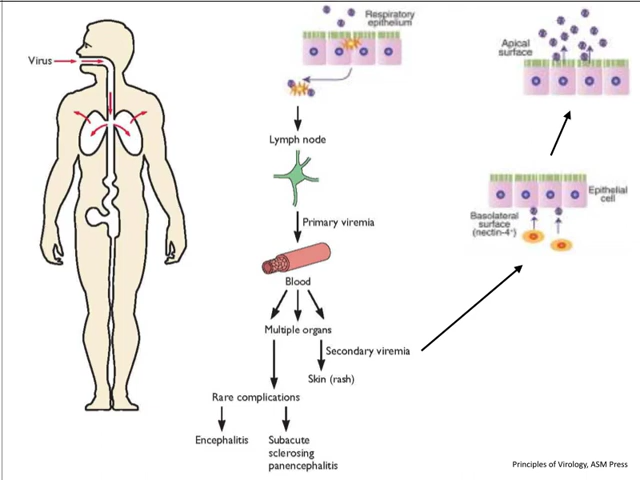 Virus
Respiratory
epithelium
Lymph node
Primary viremia
Blood
Multiple organs
Secondary viremia
Skin (rash)
Rare complications
Encephalitis
Subacute
sclerosing
panencephalitis
Apical
surface
Epithelial
cell
Basolateral
surface
(nectin-4⁺)
Principles of Virology, ASM Press